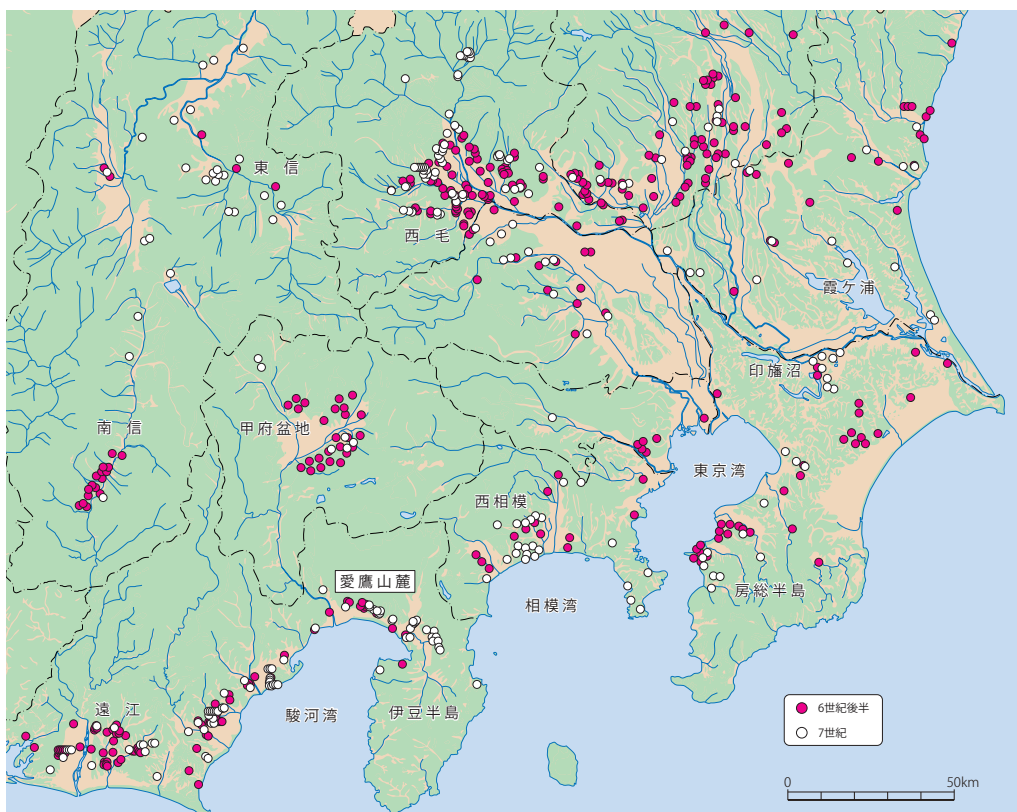 東信
西毛
霞ケ浦
印旛沼
南信
甲府盆地
東京湾
西相模
愛鷹山麓
房総半島
相模湾
遠江
駿河湾
伊豆半島
6世紀後半
7世紀
0
50km